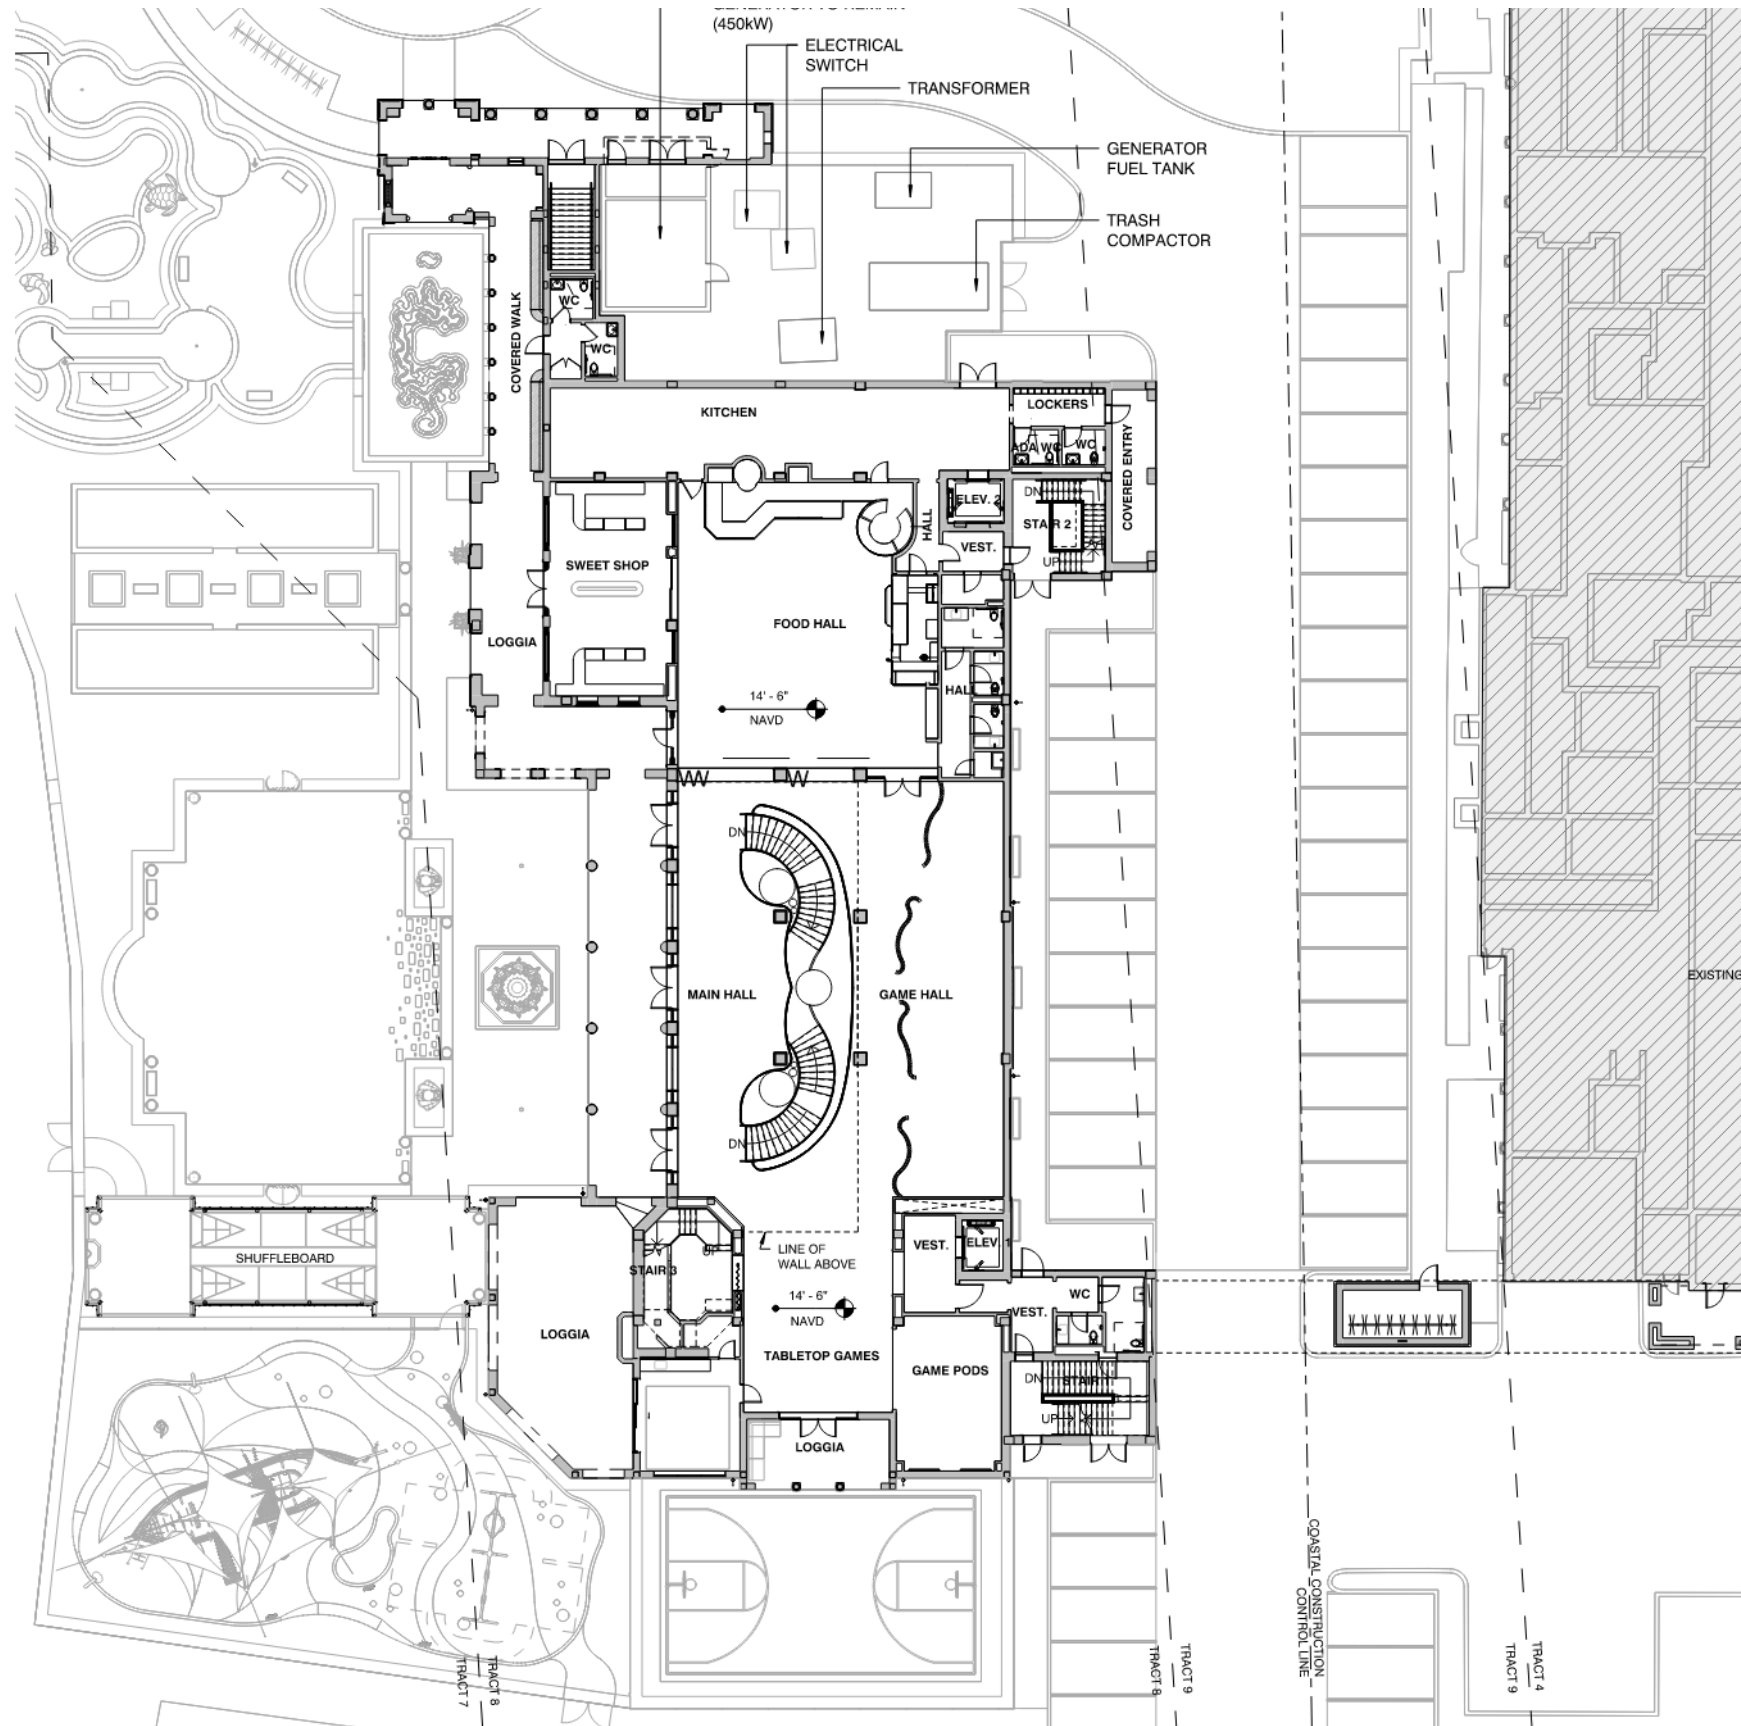 (450kW)
ELECTRICAL
SWITCH
TRANSFORMER
GENERATOR
FUEL TANK
TRASH
COMPACTOR
COVERED WALK
WC
WC
KITCHEN
LOCKERS
ADA WC
WC
COVERED ENTRY
ELEV. 2
DN
STAIR 2
UP
HALL
VEST.
SWEET SHOP
FOOD HALL
LOGGIA
HALL
14' - 6"
NAVD
DN
MAIN HALL
GAME HALL
EXISTING
DN
SHUFFLEBOARD
STAIR 3
UP
LINE OF
WALL ABOVE
VEST.
ELEV. 1
14' - 6"
NAVD
WC
VEST.
LOGGIA
TABLETOP GAMES
GAME PODS
DN
STAIR
UP
LOGGIA
COASTAL CONSTRUCTION
CONTROL LINE
TRACT 8
TRACT 7
TRACT 9
TRACT 8
TRACT 4
TRACT 9